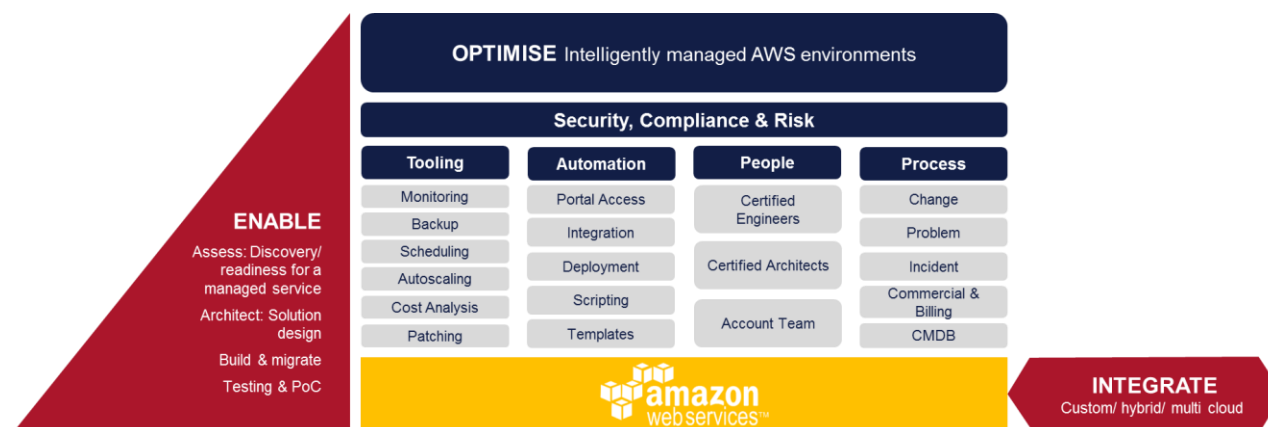 OPTIMISE Intelligently managed AWS environments
Security, Compliance & Risk
Tooling
Monitoring
Backup
Scheduling
Autoscaling
Cost Analysis
Patching
Automation
Portal Access
Integration
Deployment
Scripting
Templates
People
Certified
Engineers
Certified Architects
Account Team
Process
Change
Problem
Incident
Commercial &
Billing
CMDB
ENABLE
Assess: Discovery/
readiness for a
managed service
Architect: Solution
design
Build & migrate
Testing & PoC
amazon
webservices™
INTEGRATE
Custom/ hybrid/ multi cloud